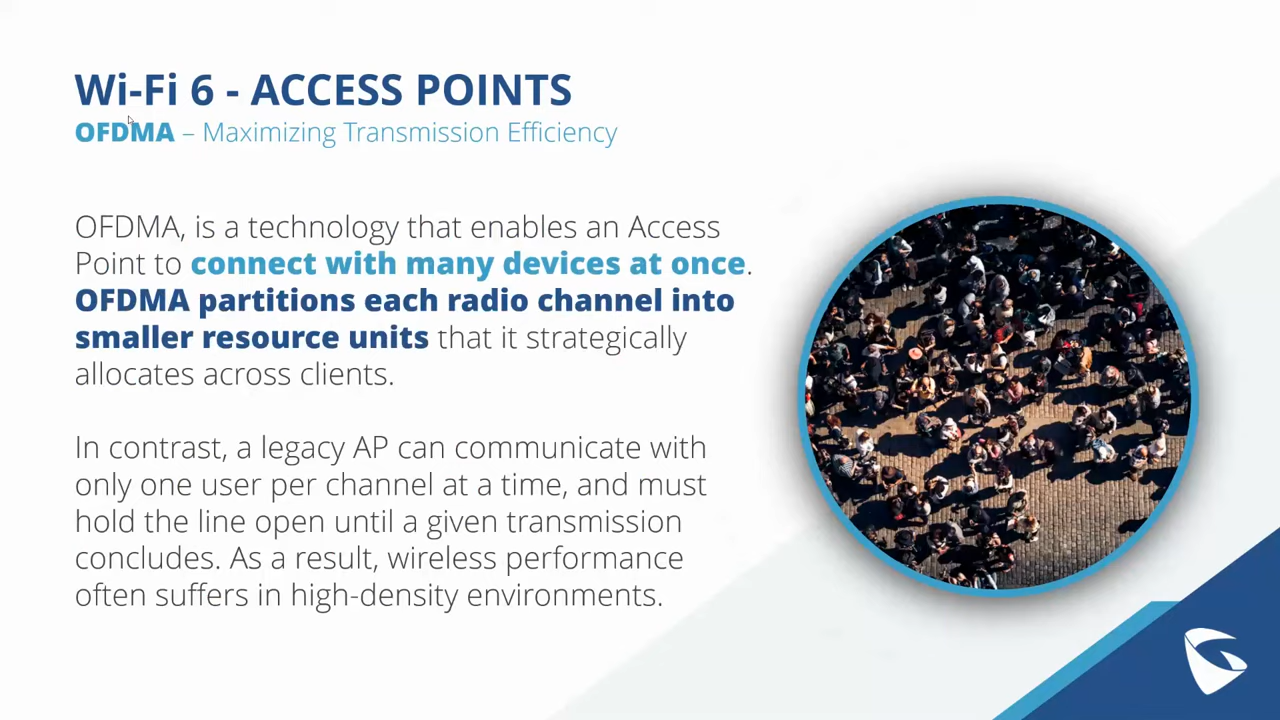 Wi-Fi 6 - ACCESS POINTS
OFDMA – Maximizing Transmission Efficiency
OFDMA, is a technology that enables an Access
Point to connect with many devices at once.
OFDMA partitions each radio channel into
smaller resource units that it strategically
allocates across clients.
In contrast, a legacy AP can communicate with
only one user per channel at a time, and must
hold the line open until a given transmission
concludes. As a result, wireless performance
often suffers in high-density environments.